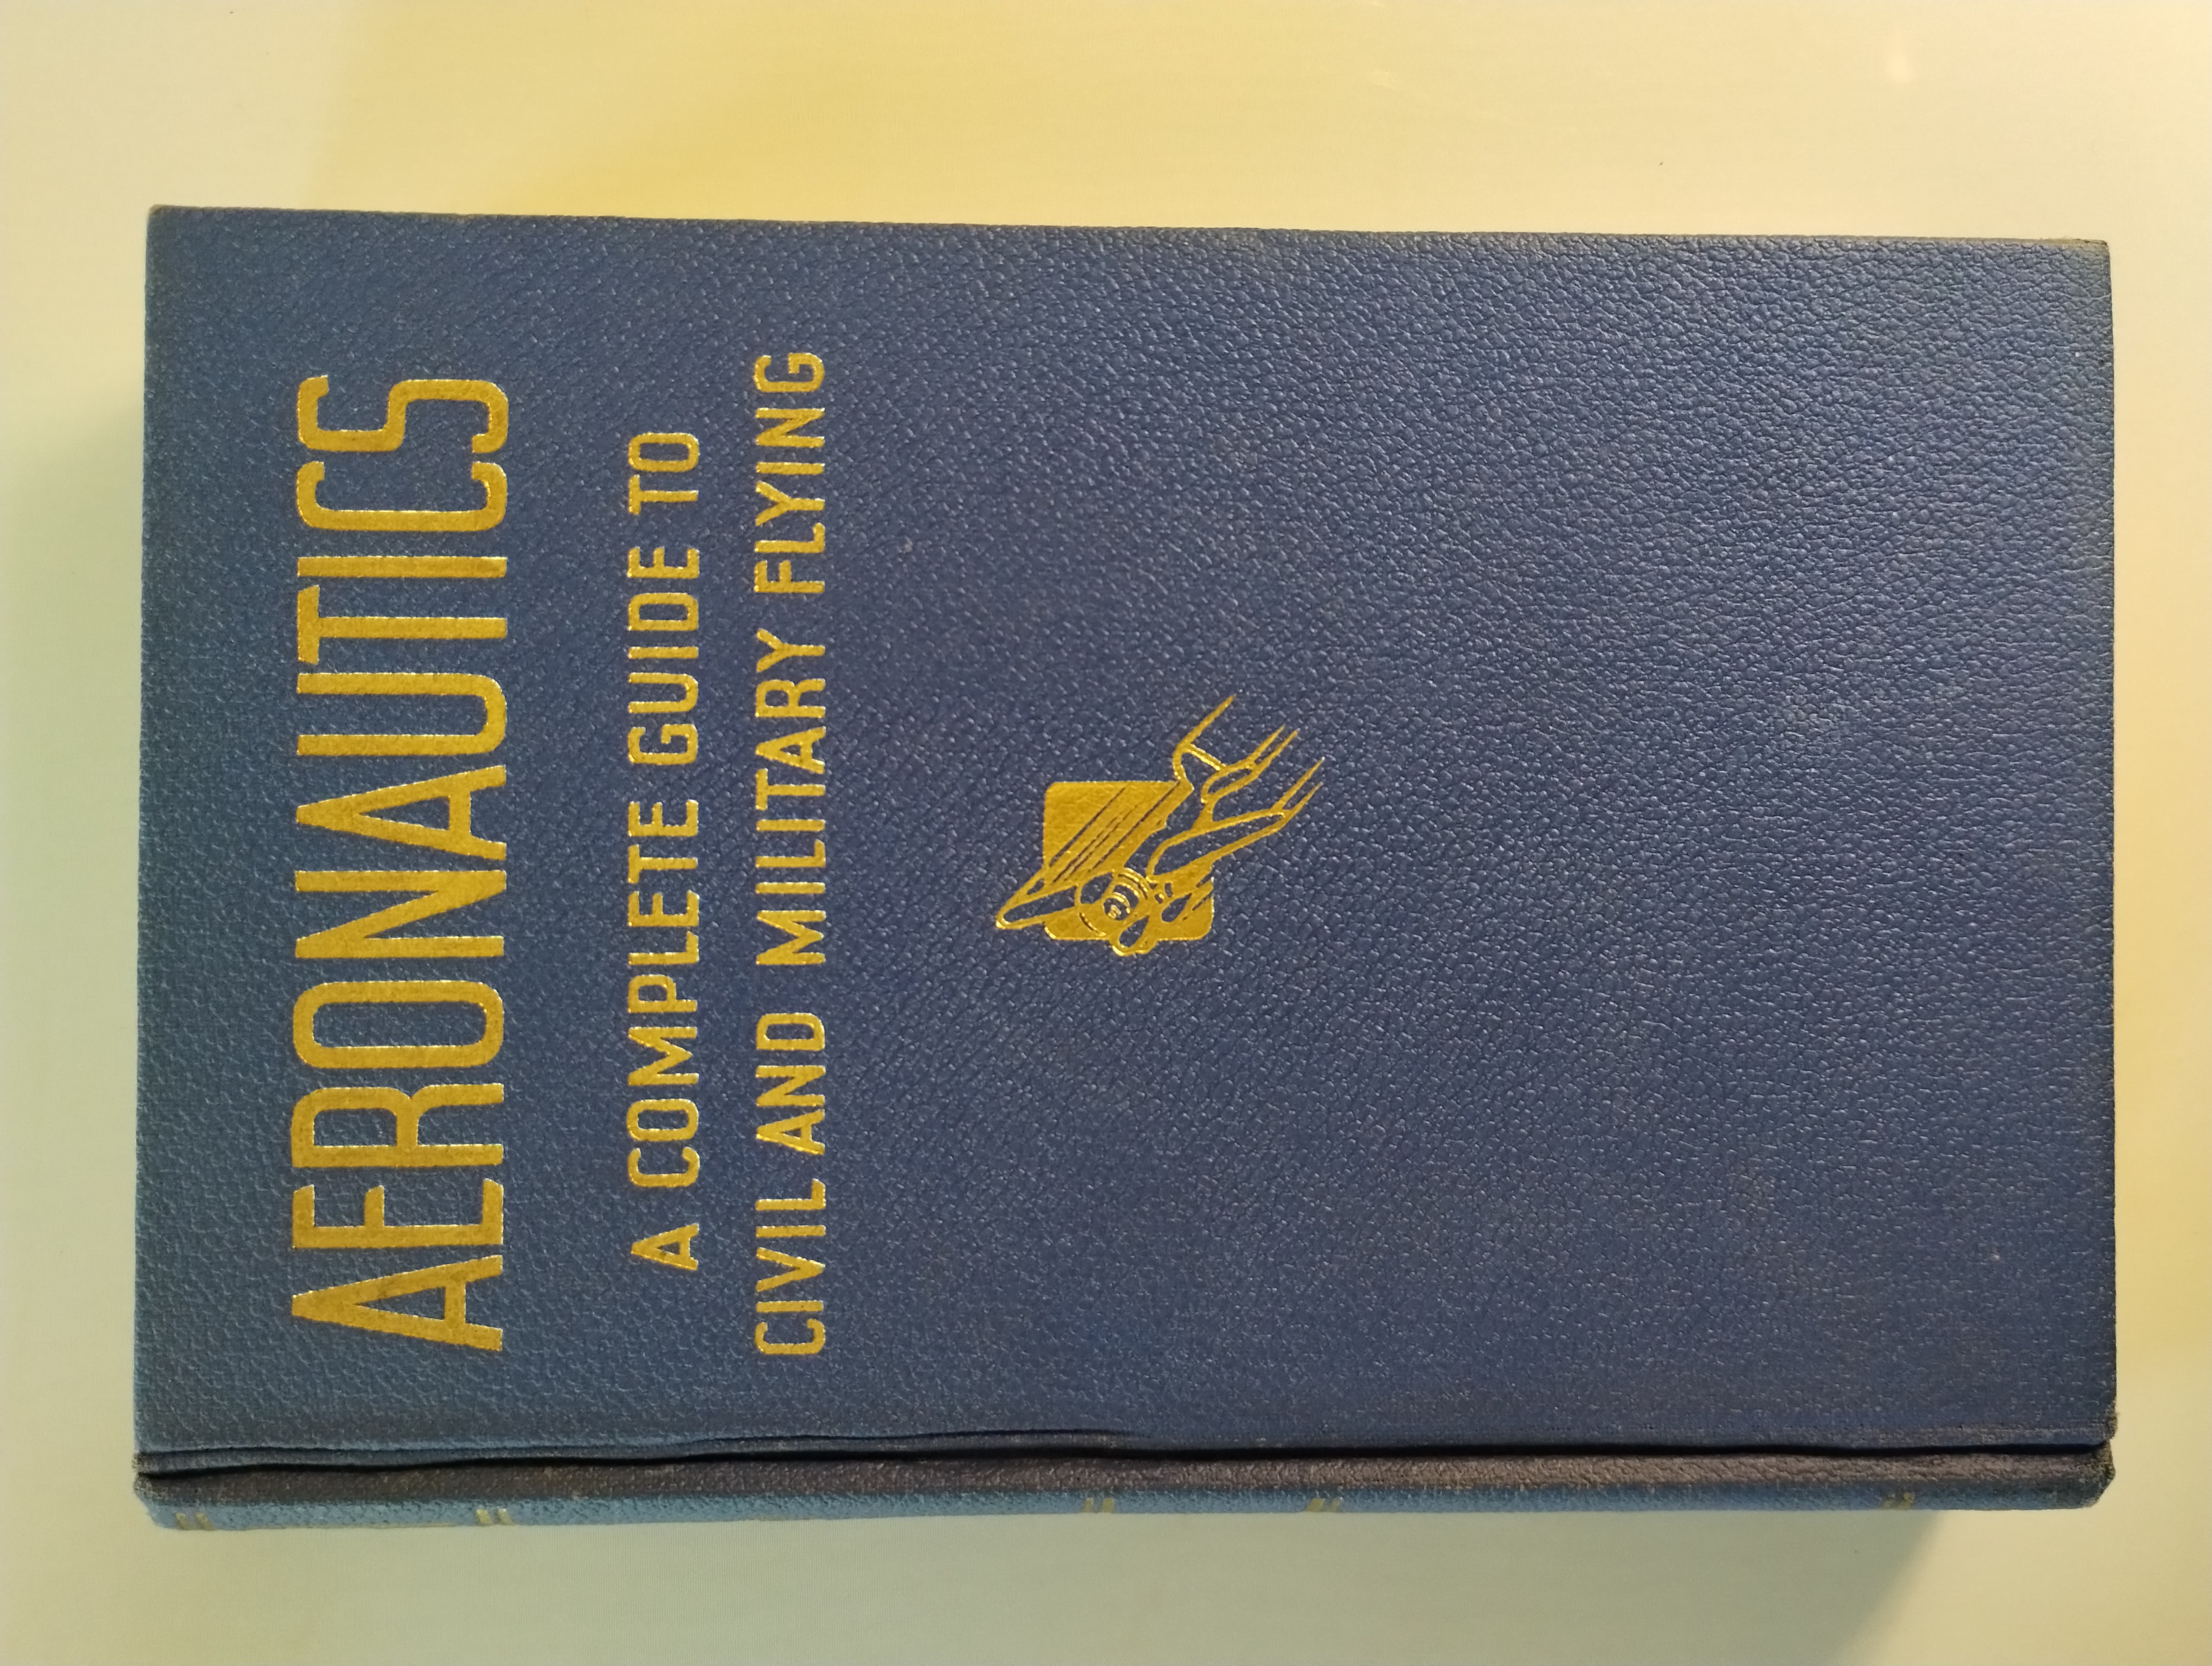 AERONAUTICS
A COMPLETE GUIDE TO
CIVIL AND MILITARY FLYING